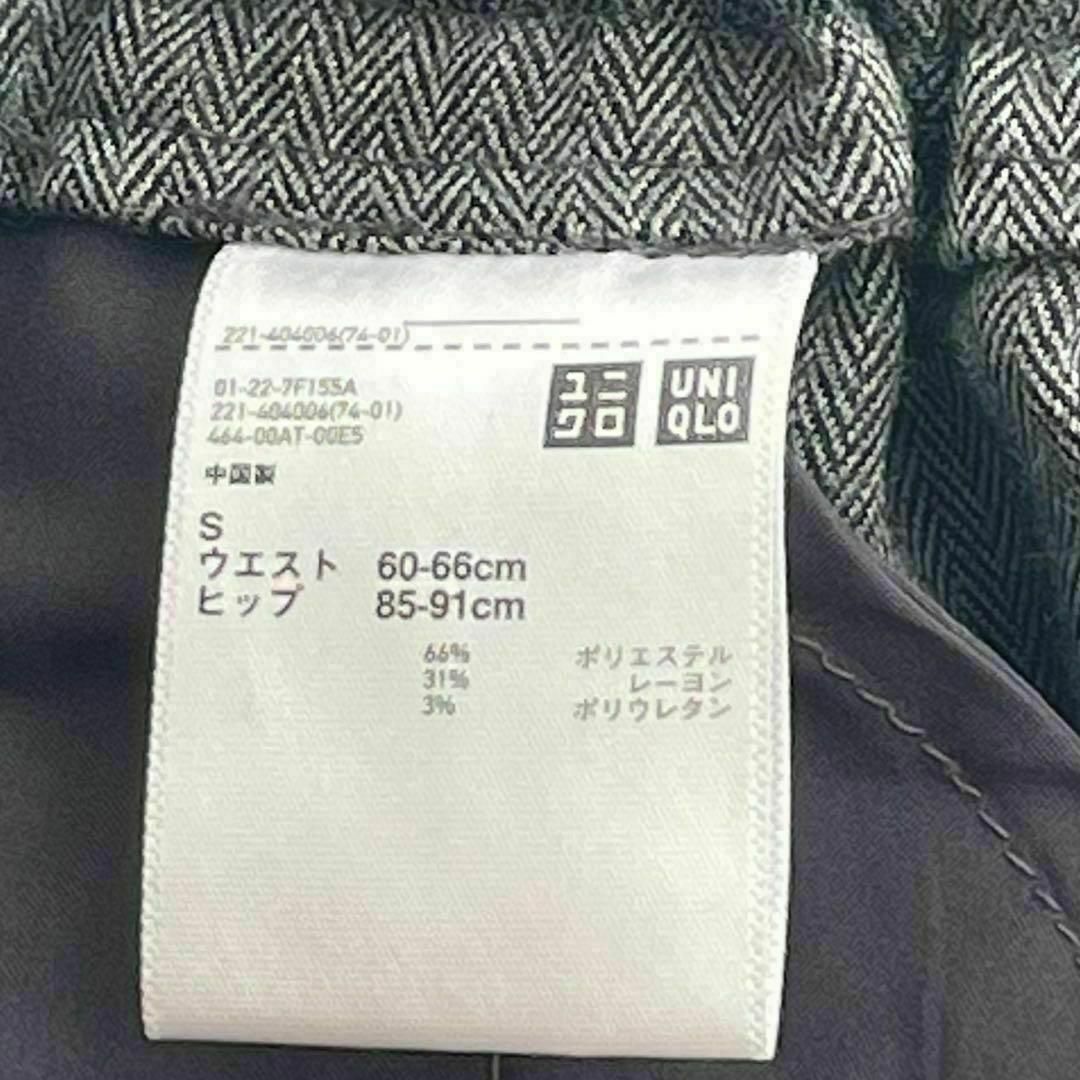 221-404006(74-01)
01-22-7F155A
221-404006(74-01)
464-00AT-00E5
ユニ
クロ
UNI
QLO
中国製
S
ウエスト 60-66cm
ヒップ 85-91cm
66% ポリエステル
31% レーヨン
3% ポリウレタン